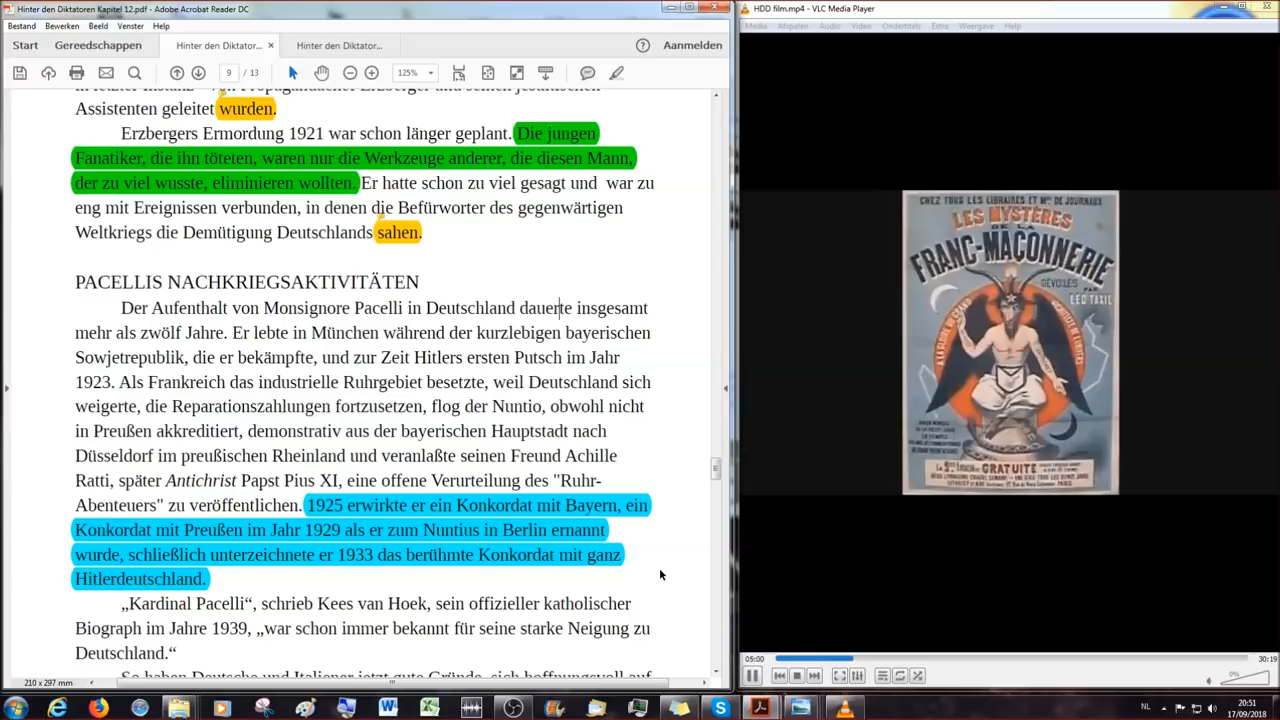 Hinter den Diktatoren Kapitel 12.pdf - Adobe Acrobat Reader DC
Bestand Bewerken Beeld Venster Help
Start Gereedschappen Hinter den Diktator... × Hinter den Diktator... Aanmelden
9 / 13 125%
Assistenten geleitet wurden.
Erzbergers Ermordung 1921 war schon länger geplant. Die jungen
Fanatiker, die ihn töteten, waren nur die Werkzeuge anderer, die diesen Mann,
der zu viel wusste, eliminieren wollten. Er hatte schon zu viel gesagt und war zu
eng mit Ereignissen verbunden, in denen die Befürworter des gegenwärtigen
Weltkriegs die Demütigung Deutschlands sahen.
PACELLIS NACHKRIEGSAKTIVITÄTEN
Der Aufenthalt von Monsignore Pacelli in Deutschland dauerte insgesamt
mehr als zwölf Jahre. Er lebte in München während der kurzlebigen bayerischen
Sowjetrepublik, die er bekämpfte, und zur Zeit Hitlers ersten Putsch im Jahr
1923. Als Frankreich das industrielle Ruhrgebiet besetzte, weil Deutschland sich
weigerte, die Reparationszahlungen fortzusetzen, flog der Nuntio, obwohl nicht
in Preußen akkreditiert, demonstrativ aus der bayerischen Hauptstadt nach
Düsseldorf im preußischen Rheinland und veranlaßte seinen Freund Achille
Ratti, später Antichrist Papst Pius XI, eine offene Verurteilung des "Ruhr-
Abenteuers" zu veröffentlichen. 1925 erwirkte er ein Konkordat mit Bayern, ein
Konkordat mit Preußen im Jahr 1929 als er zum Nuntius in Berlin ernannt
wurde, schließlich unterzeichnete er 1933 das berühmte Konkordat mit ganz
Hitlerdeutschland.
„Kardinal Pacelli“, schrieb Kees van Hoek, sein offizieller katholischer
Biograph im Jahre 1939, „war schon immer bekannt für seine starke Neigung zu
Deutschland.“
210 x 297 mm
HDD film.mp4 - VLC Media Player
Media Afspelen Audio Video Ondertitels Extra Weergave Help
CHEZ TOUS LES LIBRAIRES ET MDS DE JOURNAUX
LES MYSTÈRES
DE LA
FRANC-MAÇONNERIE
DÉVOILÉS PAR
LEO TAXIL
GRATUITE
05:00 30:19
0%
NL 20:51
17/09/2018